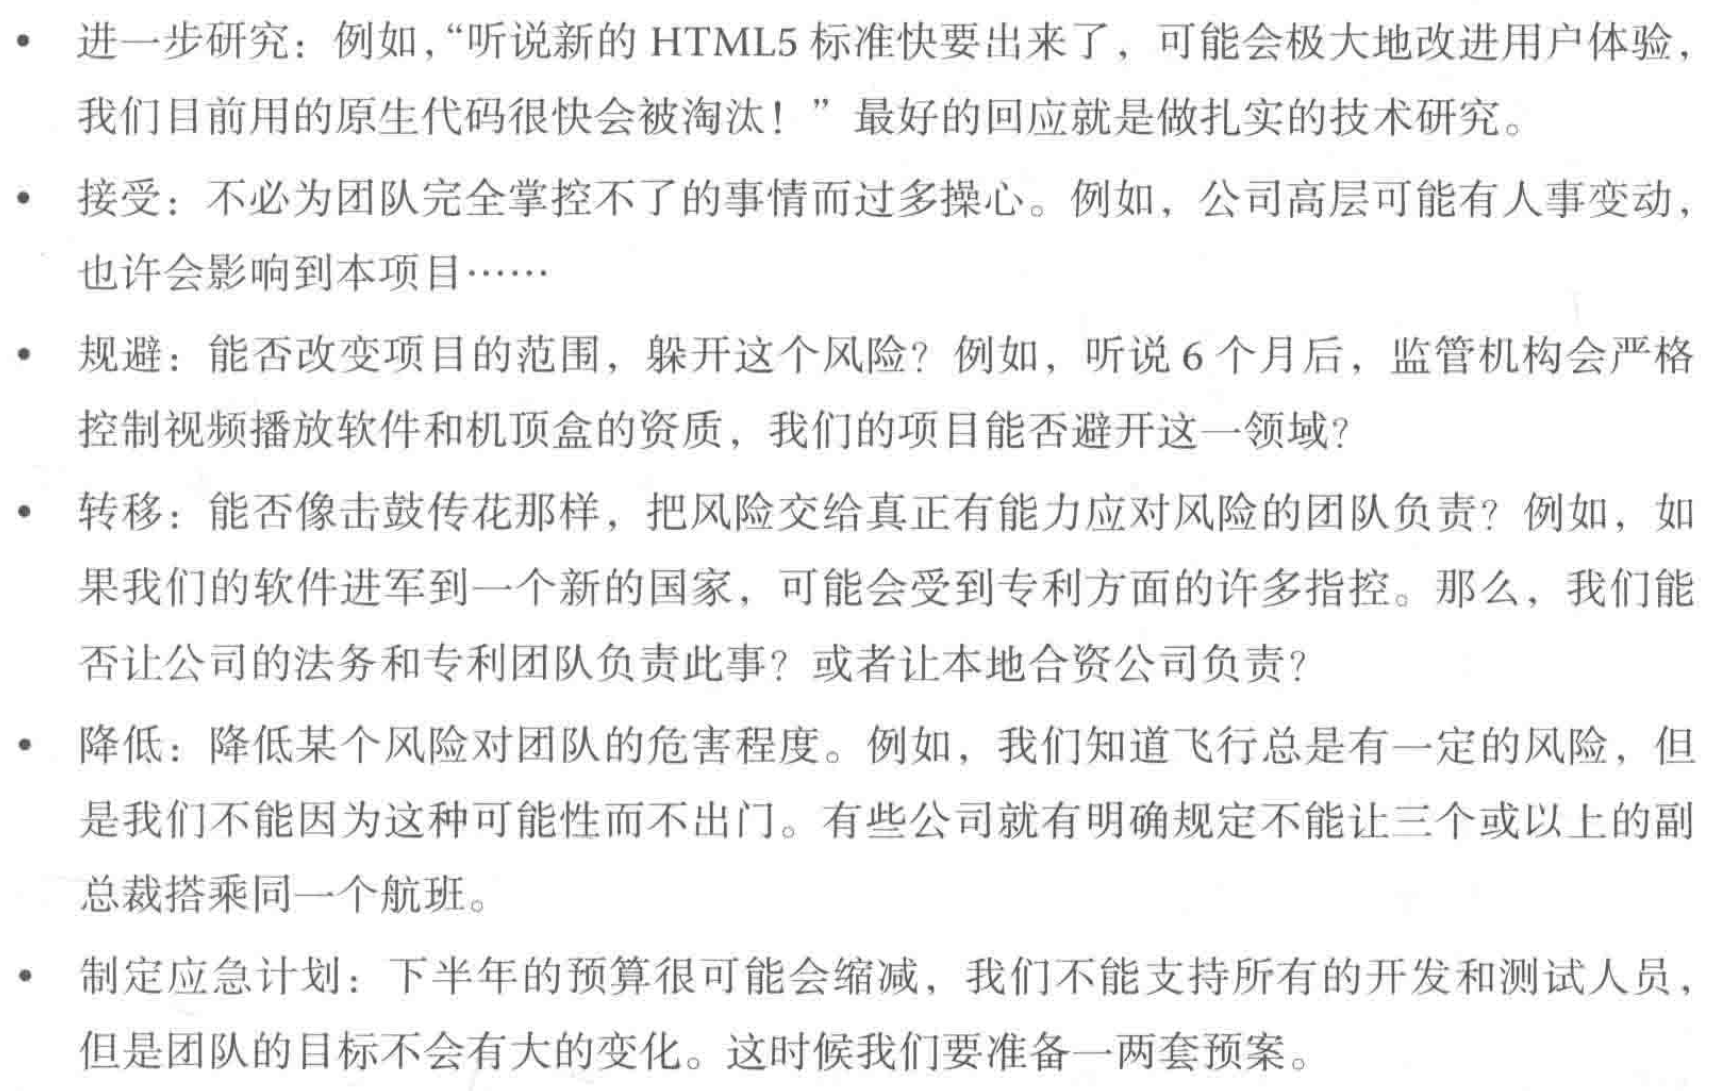 • 进一步研究：例如，“听说新的 HTML5 标准快要出来了，可能会极大地改进用户体验，
我们目前用的原生代码很快会被淘汰！”最好的回应就是做扎实的技术研究。
• 接受：不必为团队完全掌控不了的事情而过多操心。例如，公司高层可能有人事变动，
也许会影响到本项目……
• 规避：能否改变项目的范围，躲开这个风险？例如，听说 6 个月后，监管机构会严格
控制视频播放软件和机顶盒的资质，我们的项目能否避开这一领域？
• 转移：能否像击鼓传花那样，把风险交给真正有能力应对风险的团队负责？例如，如
果我们的软件进军到一个新的国家，可能会受到专利方面的许多指控。那么，我们能
否让公司的法务和专利团队负责此事？或者让本地合资公司负责？
• 降低：降低某个风险对团队的危害程度。例如，我们知道飞行总是有一定的风险，但
是我们不能因为这种可能性而不出门。有些公司就有明确规定不能让三个或以上的副
总裁搭乘同一个航班。
• 制定应急计划：下半年的预算很可能会缩减，我们不能支持所有的开发和测试人员，
但是团队的目标不会有大的变化。这时候我们要准备一两套预案。